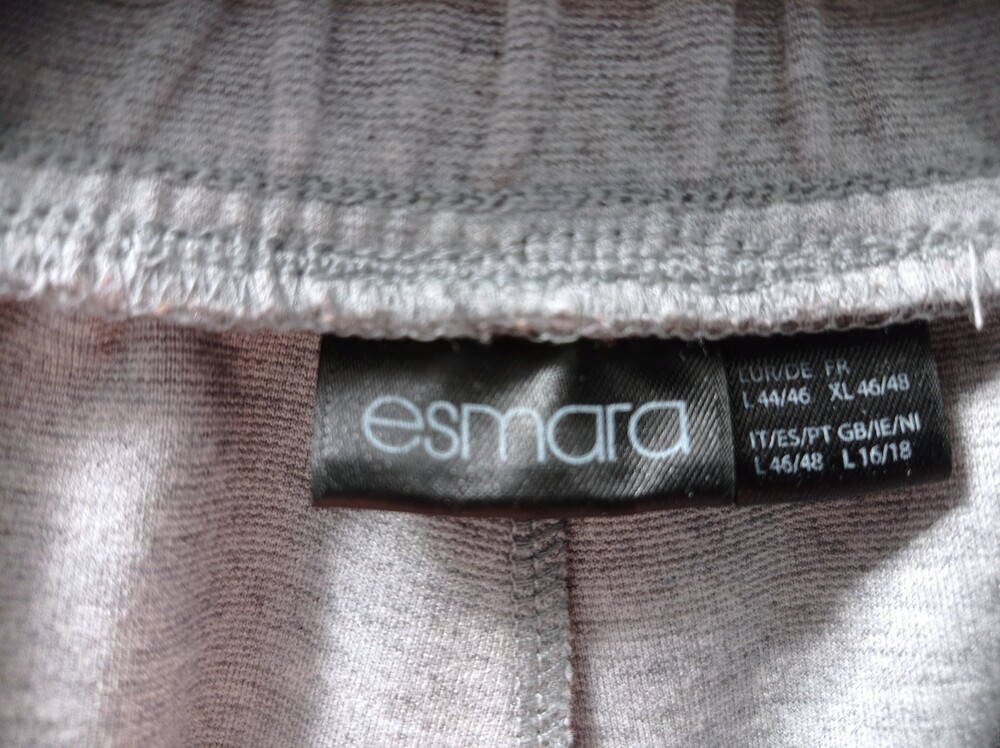 esmara
EUR/DE FR
L 44/46 XL 46/48
IT/ES/PT GB/IE/NI
L 46/48 L 16/18